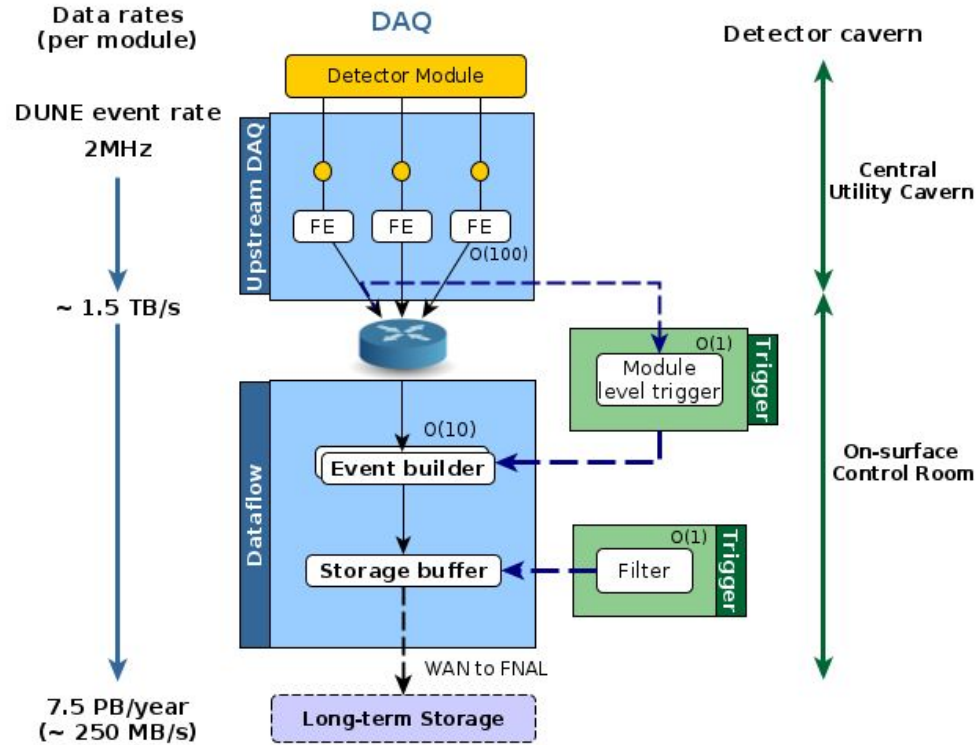 Data rates
(per module)
DAQ
Detector cavern
Detector Module
DUNE event rate
2MHz
Upstream DAQ
FE
FE
FE
O(100)
Central
Utility Cavern
~ 1.5 TB/s
O(1)
Module
level trigger
Trigger
Dataflow
O(10)
Event builder
On-surface
Control Room
O(1)
Filter
Trigger
Storage buffer
WAN to FNAL
7.5 PB/year
(~ 250 MB/s)
Long-term Storage